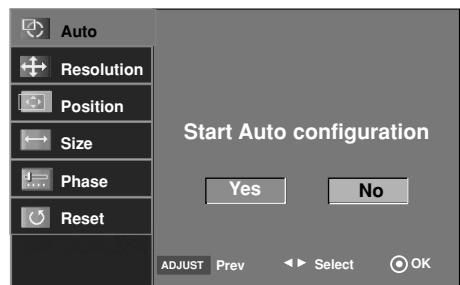 Auto
Resolution
Position
Size
Phase
Reset
Start Auto configuration
Yes No
ADJUST Prev ◄► Select OK